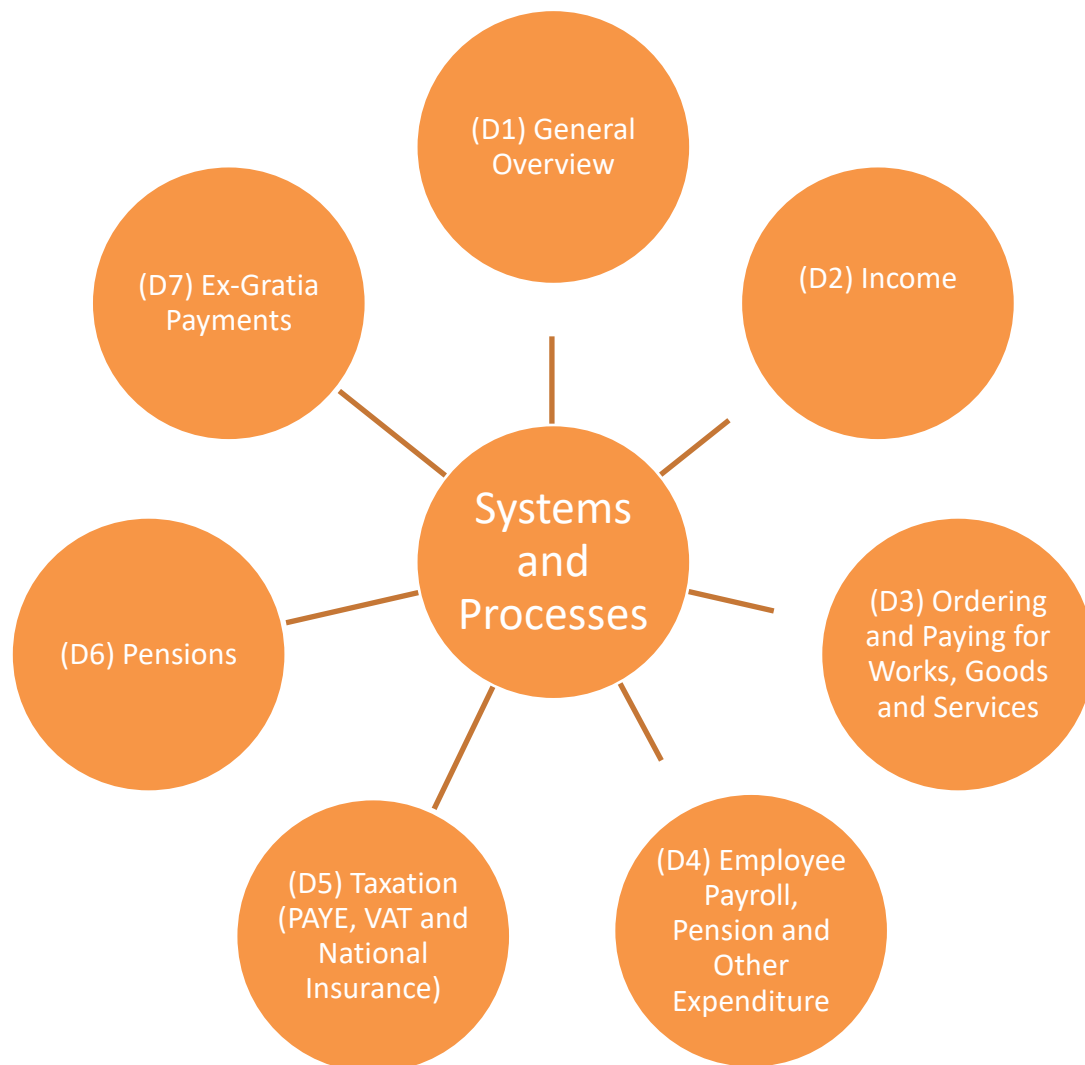 (D1) General
Overview
(D2) Income
(D3) Ordering
and Paying for
Works, Goods
and Services
(D4) Employee
Payroll,
Pension and
Other
Expenditure
(D5) Taxation
(PAYE, VAT and
National
Insurance)
(D6) Pensions
(D7) Ex-Gratia
Payments
Systems
and
Processes